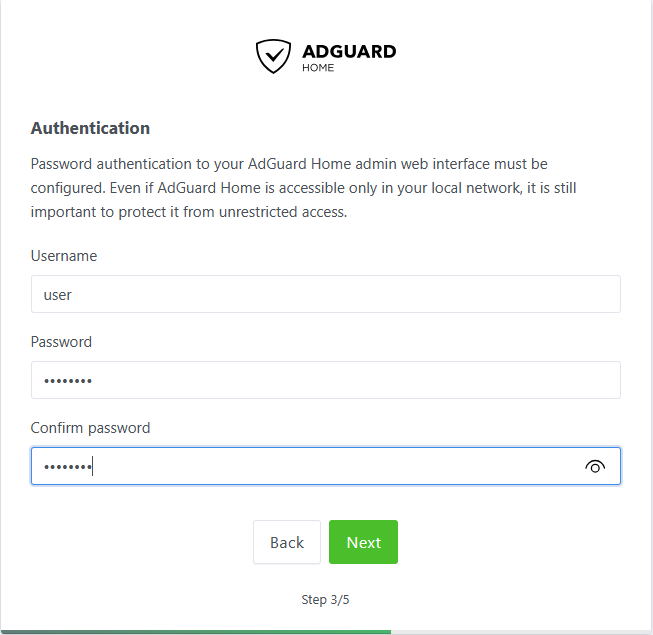 ADGUARD
HOME
Authentication
Password authentication to your AdGuard Home admin web interface must be
configured. Even if AdGuard Home is accessible only in your local network, it is still
important to protect it from unrestricted access.
Username
user
Password
••••••••
Confirm password
••••••••
Back
Next
Step 3/5